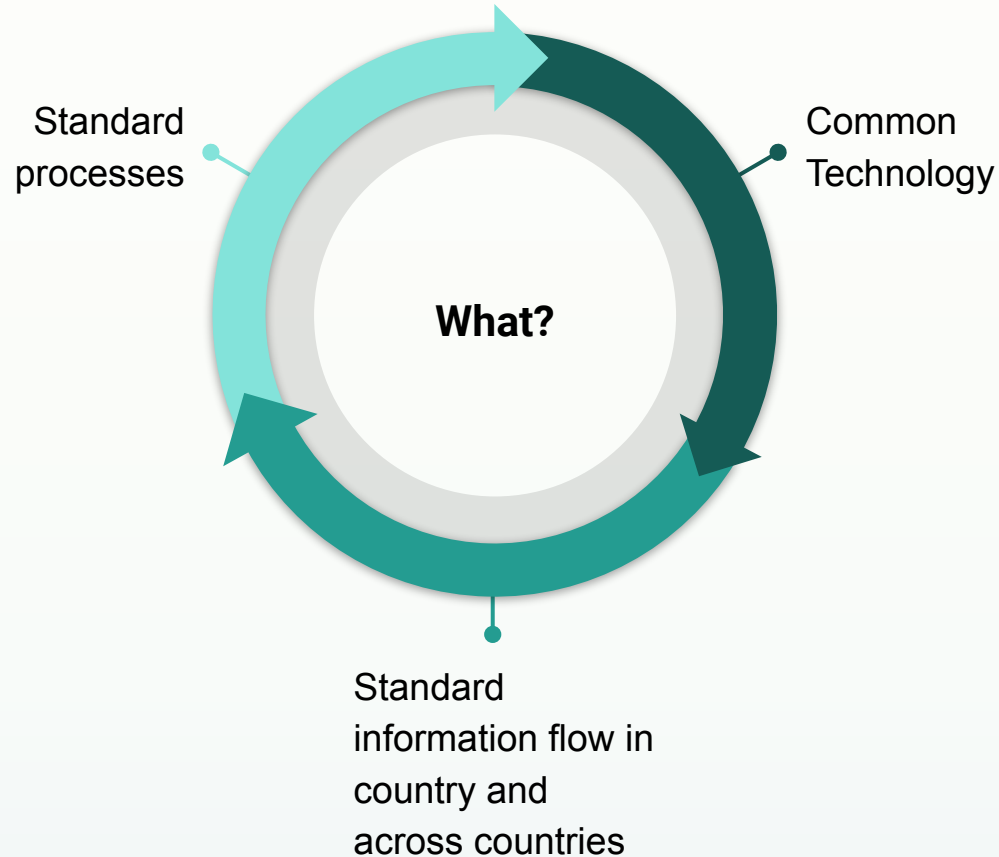 Standard
processes
Common
Technology
What?
Standard
information flow in
country and
across countries